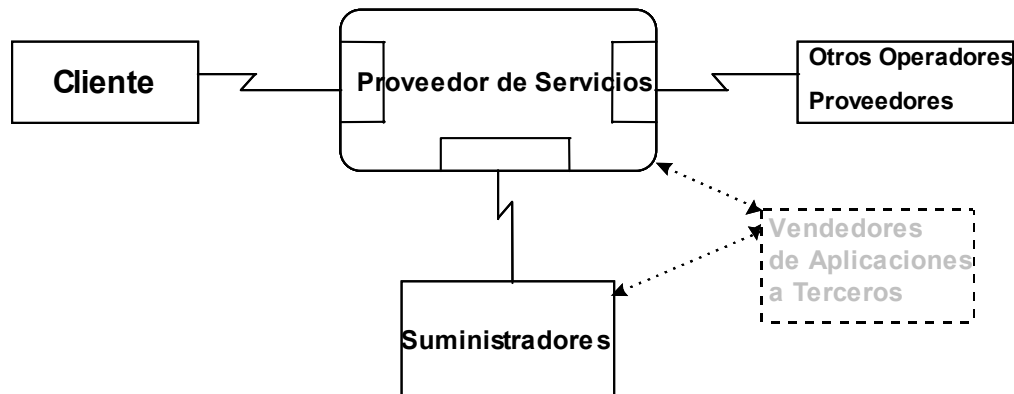 Cliente
Proveedor de Servicios
Otros Operadores
Proveedores
Vendedores
de Aplicaciones
a Terceros
Suministradores